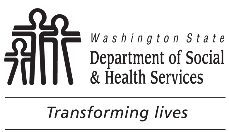 Washington State
Department of Social
& Health Services
Transforming lives